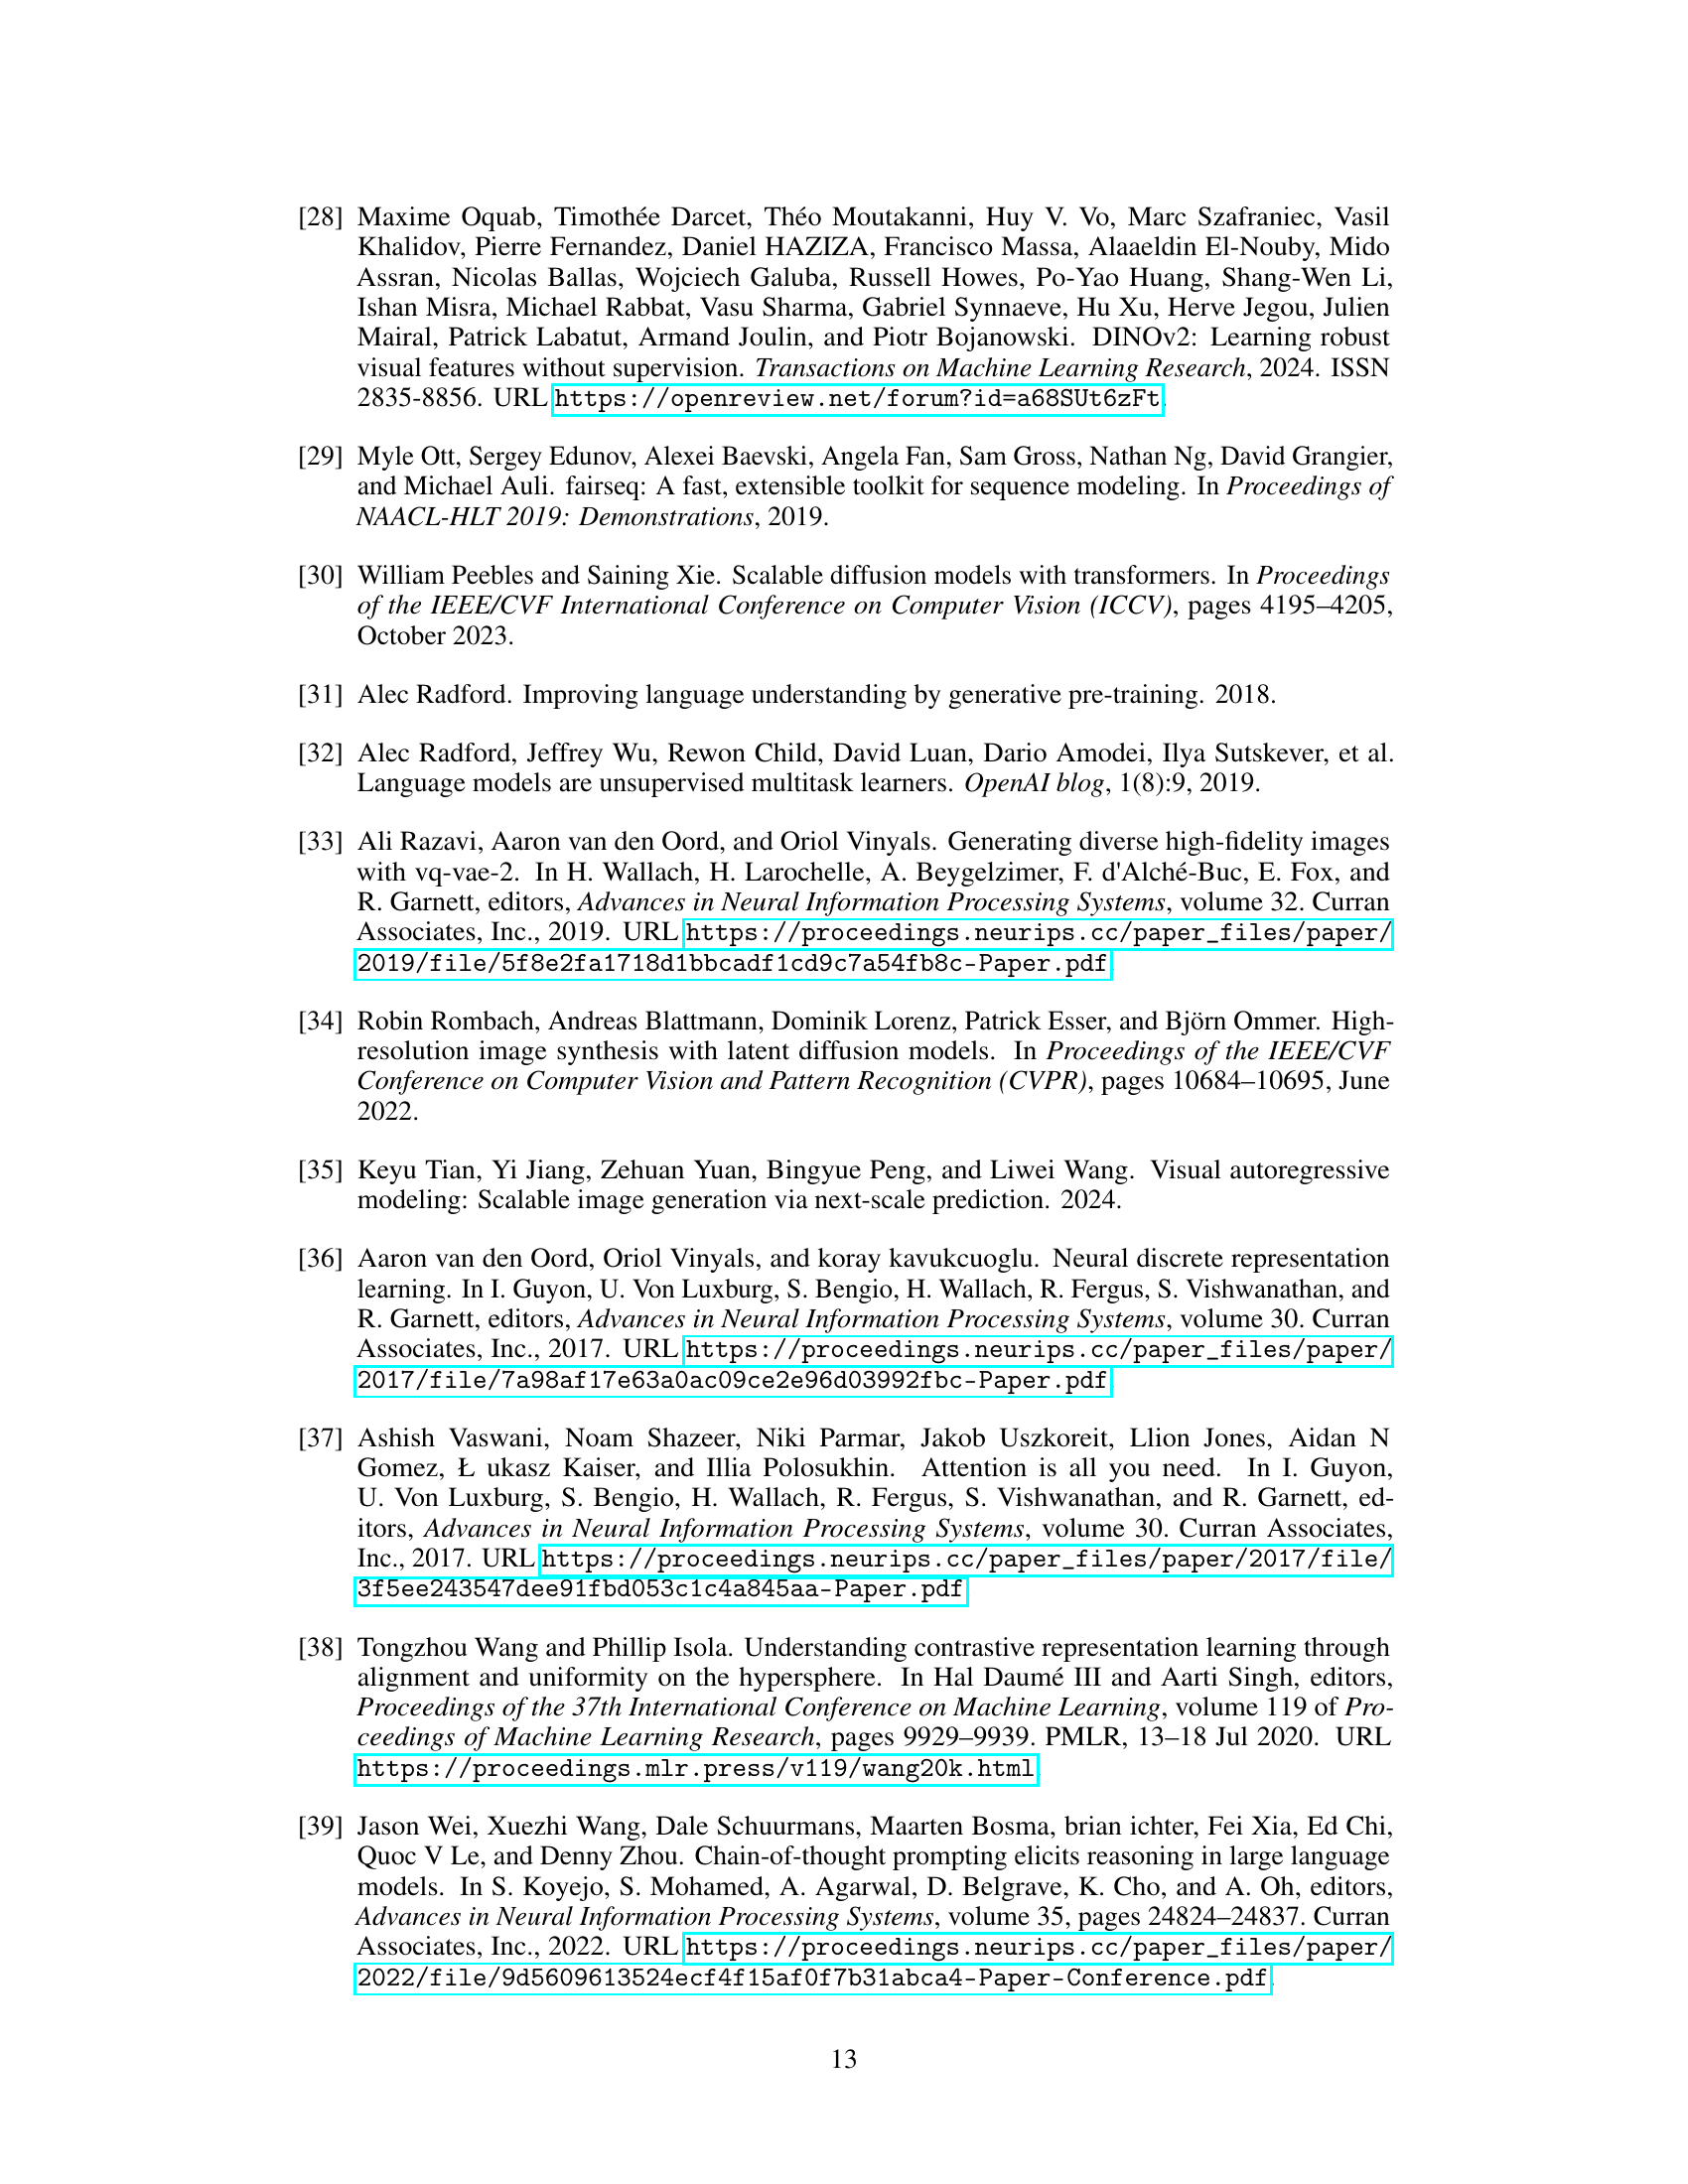 [28] Maxime Oquab, Timothée Darcet, Théo Moutakanni, Huy V. Vo, Marc Szafraniec, Vasil
Khalidov, Pierre Fernandez, Daniel HAZIZA, Francisco Massa, Alaaeldin El-Nouby, Mido
Assran, Nicolas Ballas, Wojciech Galuba, Russell Howes, Po-Yao Huang, Shang-Wen Li,
Ishan Misra, Michael Rabbat, Vasu Sharma, Gabriel Synnaeve, Hu Xu, Herve Jegou, Julien
Mairal, Patrick Labatut, Armand Joulin, and Piotr Bojanowski. DINOv2: Learning robust
visual features without supervision. Transactions on Machine Learning Research, 2024. ISSN
2835-8856. URL https://openreview.net/forum?id=a68SUt6zFt.
[29] Myle Ott, Sergey Edunov, Alexei Baevski, Angela Fan, Sam Gross, Nathan Ng, David Grangier,
and Michael Auli. fairseq: A fast, extensible toolkit for sequence modeling. In Proceedings of
NAACL-HLT 2019: Demonstrations, 2019.
[30] William Peebles and Saining Xie. Scalable diffusion models with transformers. In Proceedings
of the IEEE/CVF International Conference on Computer Vision (ICCV), pages 4195–4205,
October 2023.
[31] Alec Radford. Improving language understanding by generative pre-training. 2018.
[32] Alec Radford, Jeffrey Wu, Rewon Child, David Luan, Dario Amodei, Ilya Sutskever, et al.
Language models are unsupervised multitask learners. OpenAI blog, 1(8):9, 2019.
[33] Ali Razavi, Aaron van den Oord, and Oriol Vinyals. Generating diverse high-fidelity images
with vq-vae-2. In H. Wallach, H. Larochelle, A. Beygelzimer, F. d'Alché-Buc, E. Fox, and
R. Garnett, editors, Advances in Neural Information Processing Systems, volume 32. Curran
Associates, Inc., 2019. URL https://proceedings.neurips.cc/paper_files/paper/
2019/file/5f8e2fa1718d1bbcadf1cd9c7a54fb8c-Paper.pdf.
[34] Robin Rombach, Andreas Blattmann, Dominik Lorenz, Patrick Esser, and Björn Ommer. High-
resolution image synthesis with latent diffusion models. In Proceedings of the IEEE/CVF
Conference on Computer Vision and Pattern Recognition (CVPR), pages 10684–10695, June
2022.
[35] Keyu Tian, Yi Jiang, Zehuan Yuan, Bingyue Peng, and Liwei Wang. Visual autoregressive
modeling: Scalable image generation via next-scale prediction. 2024.
[36] Aaron van den Oord, Oriol Vinyals, and koray kavukcuoglu. Neural discrete representation
learning. In I. Guyon, U. Von Luxburg, S. Bengio, H. Wallach, R. Fergus, S. Vishwanathan, and
R. Garnett, editors, Advances in Neural Information Processing Systems, volume 30. Curran
Associates, Inc., 2017. URL https://proceedings.neurips.cc/paper_files/paper/
2017/file/7a98af17e63a0ac09ce2e96d03992fbc-Paper.pdf.
[37] Ashish Vaswani, Noam Shazeer, Niki Parmar, Jakob Uszkoreit, Llion Jones, Aidan N
Gomez, Ł ukasz Kaiser, and Illia Polosukhin. Attention is all you need. In I. Guyon,
U. Von Luxburg, S. Bengio, H. Wallach, R. Fergus, S. Vishwanathan, and R. Garnett, ed-
itors, Advances in Neural Information Processing Systems, volume 30. Curran Associates,
Inc., 2017. URL https://proceedings.neurips.cc/paper_files/paper/2017/file/
3f5ee243547dee91fbd053c1c4a845aa-Paper.pdf.
[38] Tongzhou Wang and Phillip Isola. Understanding contrastive representation learning through
alignment and uniformity on the hypersphere. In Hal Daumé III and Aarti Singh, editors,
Proceedings of the 37th International Conference on Machine Learning, volume 119 of Pro-
ceedings of Machine Learning Research, pages 9929–9939. PMLR, 13–18 Jul 2020. URL
https://proceedings.mlr.press/v119/wang20k.html.
[39] Jason Wei, Xuezhi Wang, Dale Schuurmans, Maarten Bosma, brian ichter, Fei Xia, Ed Chi,
Quoc V Le, and Denny Zhou. Chain-of-thought prompting elicits reasoning in large language
models. In S. Koyejo, S. Mohamed, A. Agarwal, D. Belgrave, K. Cho, and A. Oh, editors,
Advances in Neural Information Processing Systems, volume 35, pages 24824–24837. Curran
Associates, Inc., 2022. URL https://proceedings.neurips.cc/paper_files/paper/
2022/file/9d5609613524ecf4f15af0f7b31abca4-Paper-Conference.pdf.
13